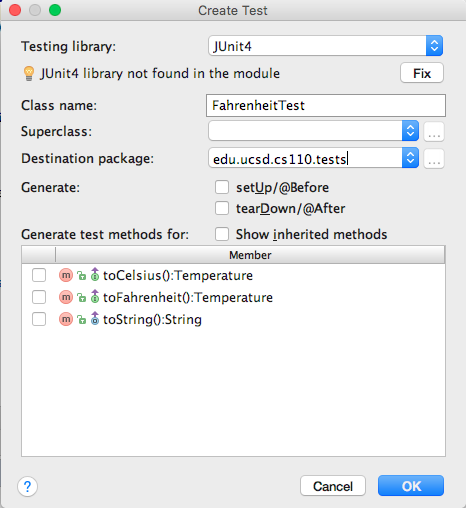 Create Test
Testing library: JUnit4
JUnit4 library not found in the module Fix
Class name: FahrenheitTest
Superclass: ...
Destination package: edu.ucsd.cs110.tests ...
Generate: setUp/@Before
tearDown/@After
Generate test methods for: Show inherited methods
Member
m toCelsius():Temperature
m toFahrenheit():Temperature
m toString():String
? Cancel OK